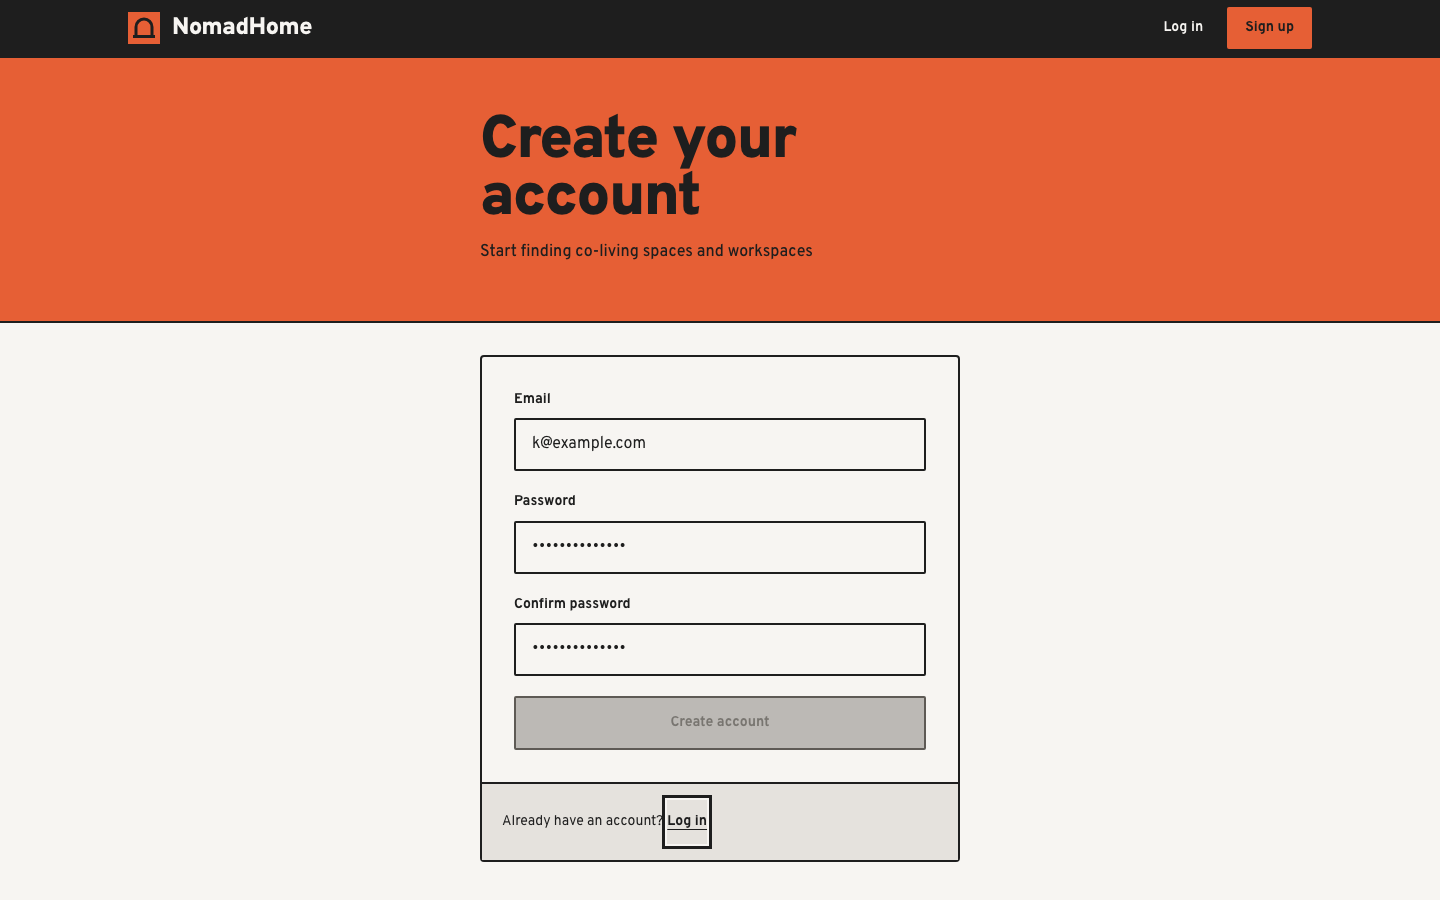 NomadHome
Log in
Sign up
Create your
account
Start finding co-living spaces and workspaces
Email
k@example.com
Password
••••••••••••••
Confirm password
••••••••••••••
Create account
Already have an account? Log in